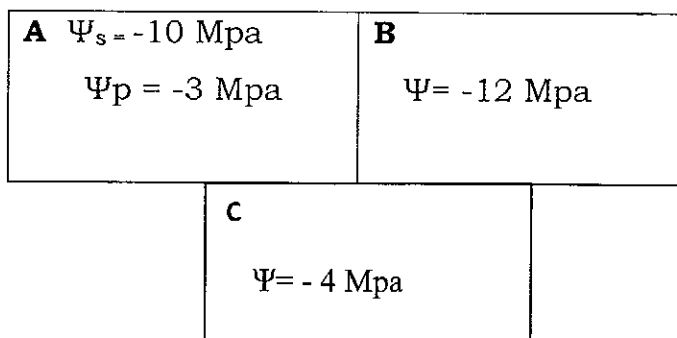 A Ψs = -10 Mpa
Ψp = -3 Mpa
B
Ψ= -12 Mpa
C
Ψ= - 4 Mpa